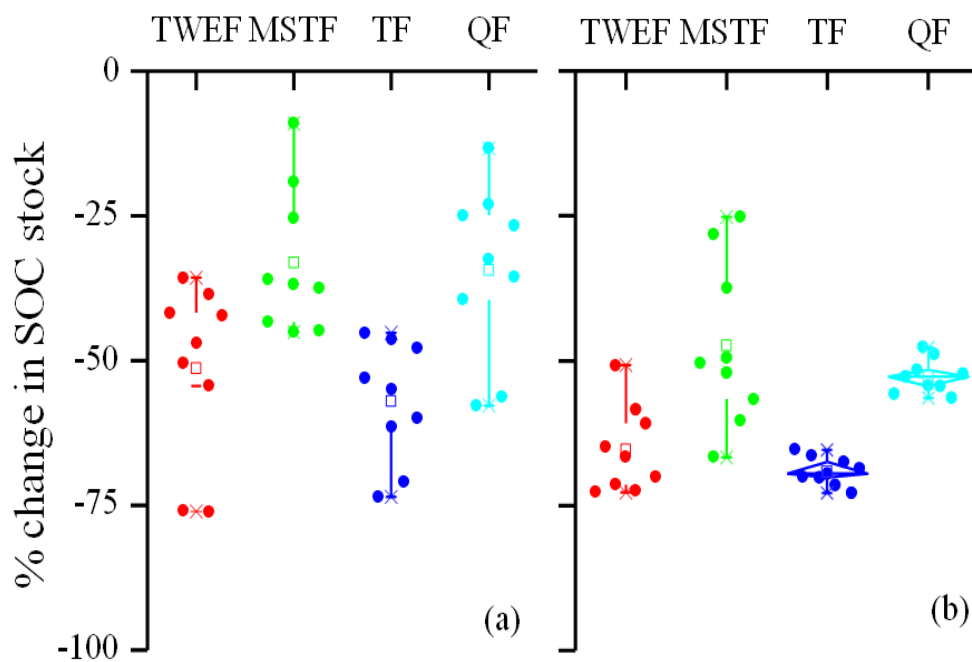 TWEF MSTF TF QF
TWEF MSTF TF QF
0
-25
-50
-75
-100
% change in SOC stock
(a)
(b)